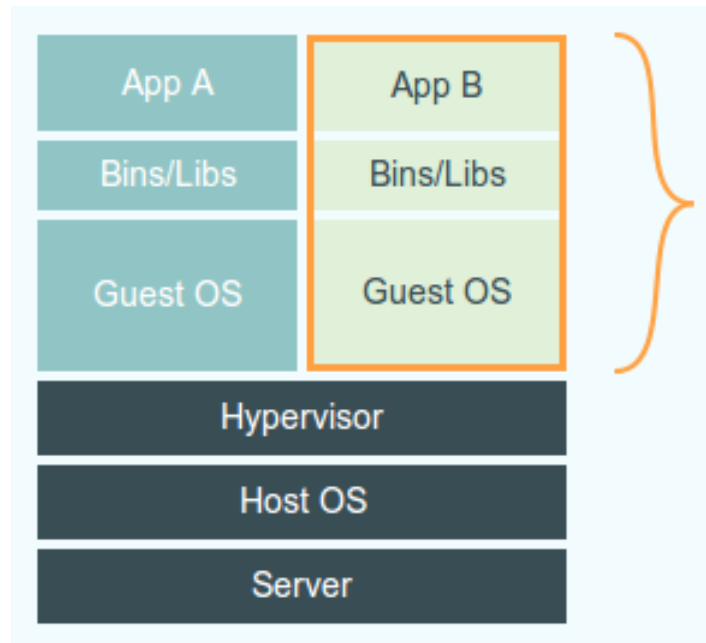 App A
App B
Bins/Libs
Bins/Libs
Guest OS
Guest OS
Hypervisor
Host OS
Server